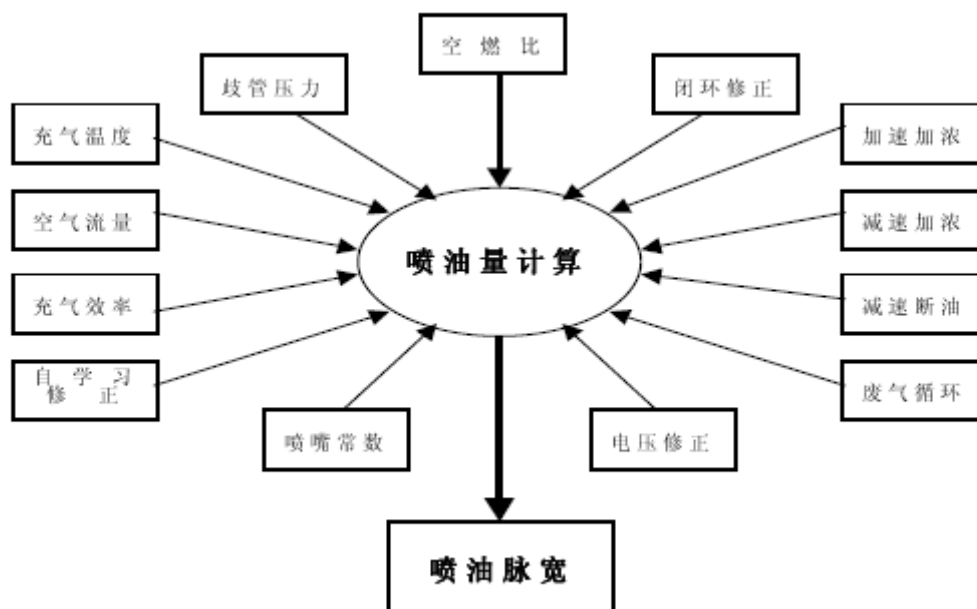 空燃比
歧管压力
闭环修正
充气温度
加速加浓
空气流量
减速加浓
喷油量计算
充气效率
减速断油
自学习
修正
废气循环
喷嘴常数
电压修正
喷油脉宽